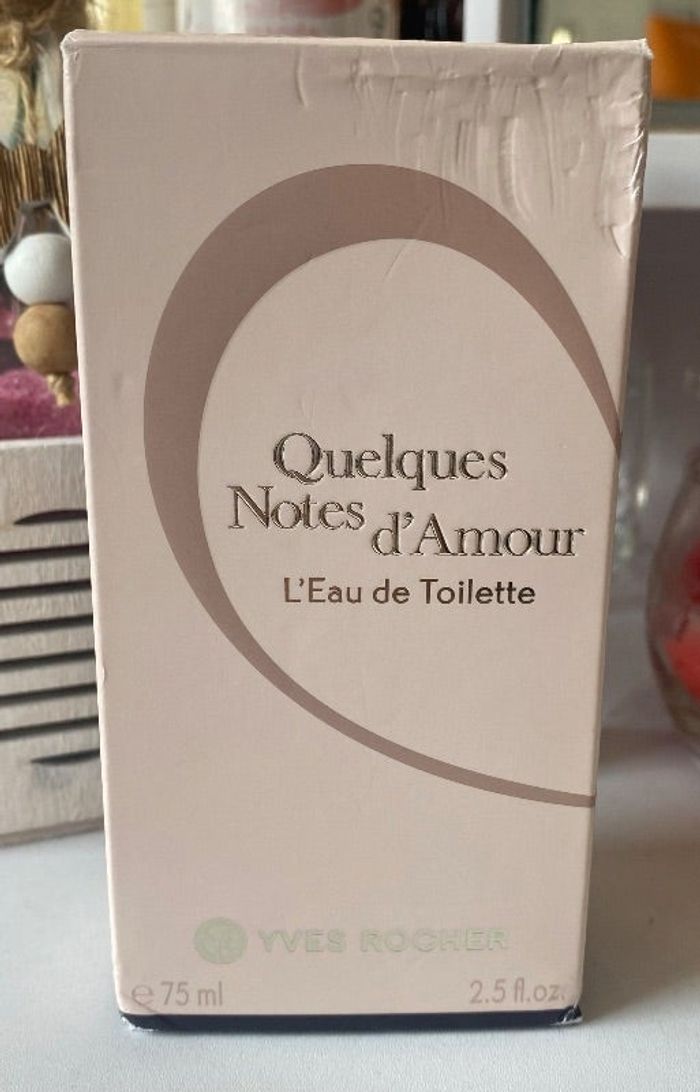 Quelques
Notes d'Amour
L'Eau de Toilette
YVES ROCHER
℮ 75 ml 2.5 fl.oz.